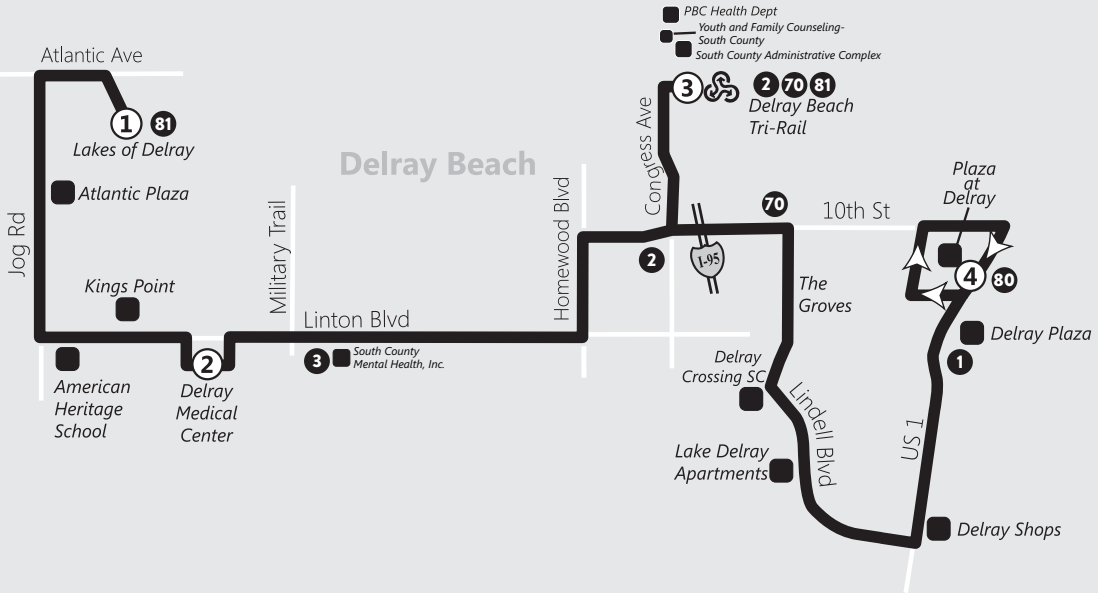 PBC Health Dept
Youth and Family Counseling-
South County
South County Administrative Complex
Atlantic Ave
3
2 70 81
Delray Beach
Tri-Rail
1 81
Lakes of Delray
Congress Ave
Delray Beach
Plaza
at
Delray
Atlantic Plaza
Jog Rd
Military Trail
Homewood Blvd
70
10th St
2
I-95
4 80
Kings Point
The
Groves
Linton Blvd
Delray Plaza
1
2
3
South County
Mental Health, Inc.
American
Heritage
School
Delray
Medical
Center
Delray
Crossing SC
Lindell Blvd
US 1
Lake Delray
Apartments
Delray Shops